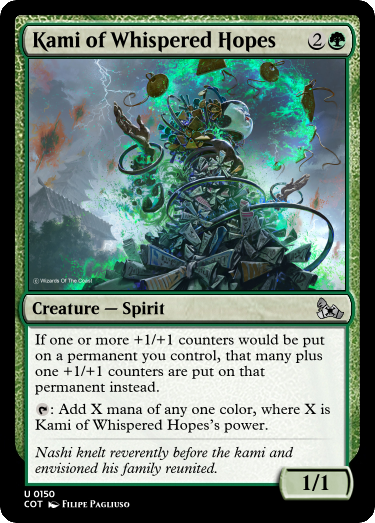 Kami of Whispered Hopes 2
© Wizards Of The Coast
Creature — Spirit
If one or more +1/+1 counters would be put
on a permanent you control, that many plus
one +1/+1 counters are put on that
permanent instead.
: Add X mana of any one color, where X is
Kami of Whispered Hopes's power.
Nashi knelt reverently before the kami and
envisioned his family reunited.
1/1
U 0150
COT Filipe Pagliuso